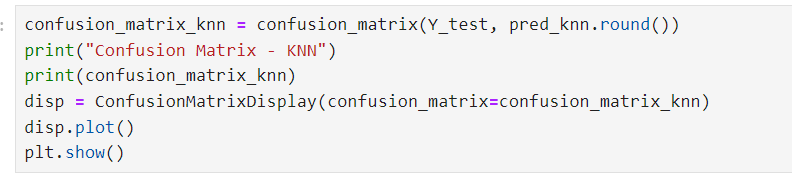 :
confusion_matrix_knn = confusion_matrix(Y_test, pred_knn.round())
print("Confusion Matrix - KNN")
print(confusion_matrix_knn)
disp = ConfusionMatrixDisplay(confusion_matrix=confusion_matrix_knn)
disp.plot()
plt.show()